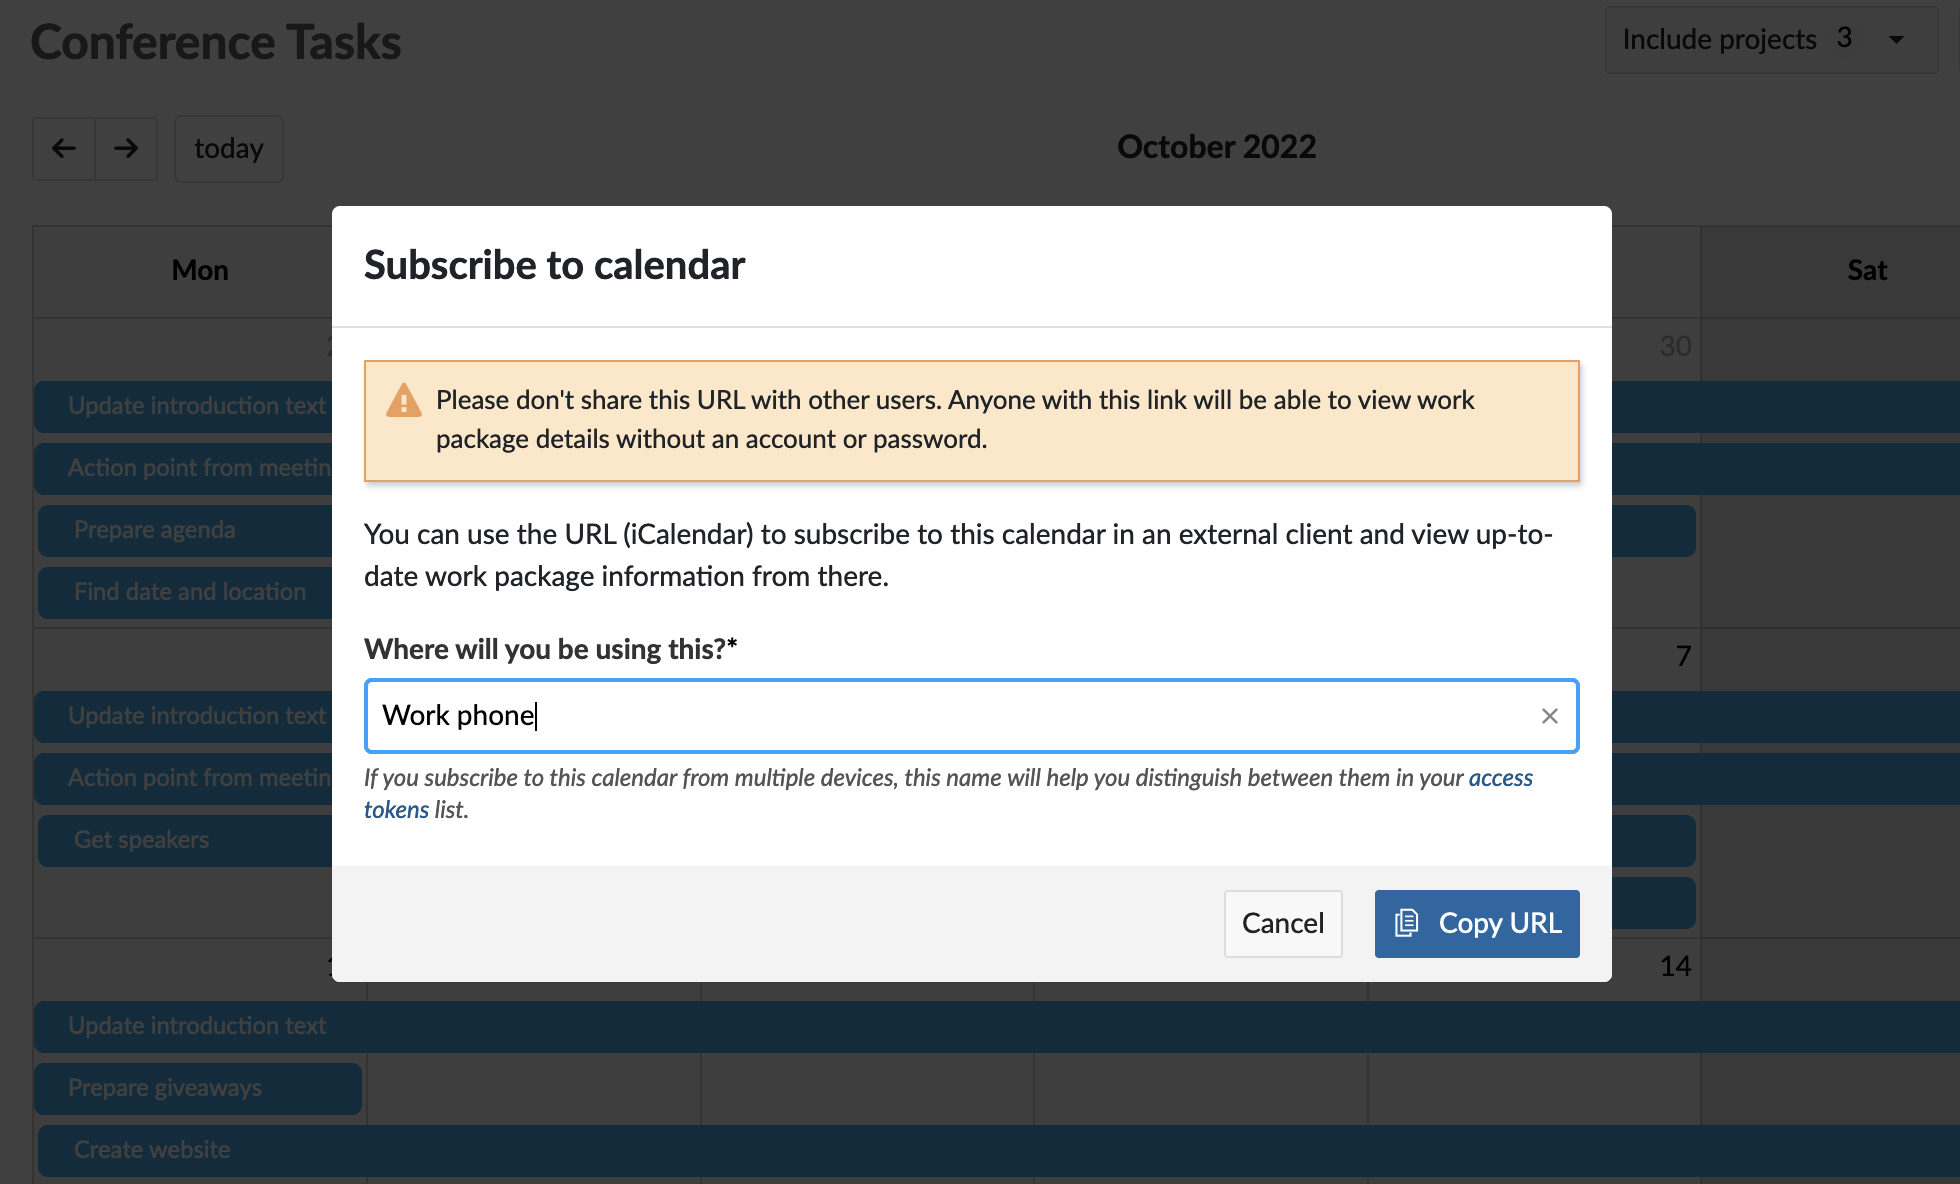 Conference Tasks
Include projects 3
today
October 2022
Mon
Sat
Subscribe to calendar
30
Please don't share this URL with other users. Anyone with this link will be able to view work
package details without an account or password.
Update introduction text
Action point from meetin
Prepare agenda
Find date and location
You can use the URL (iCalendar) to subscribe to this calendar in an external client and view up-to-
date work package information from there.
Where will you be using this?*
7
Work phone
Update introduction text
Action point from meetin
Get speakers
If you subscribe to this calendar from multiple devices, this name will help you distinguish between them in your access
tokens list.
Cancel
Copy URL
14
Update introduction text
Prepare giveaways
Create website